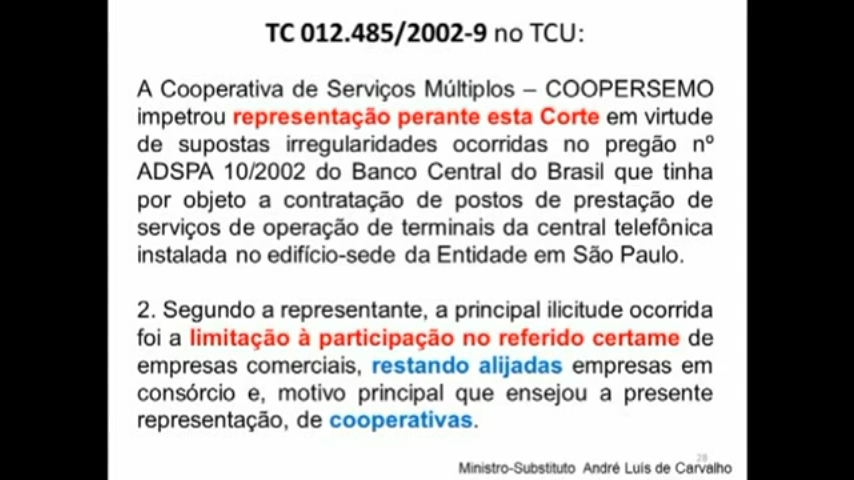 TC 012.485/2002-9 no TCU:
A Cooperativa de Serviços Múltiplos – COOPERSEMO
impetrou representação perante esta Corte em virtude
de supostas irregularidades ocorridas no pregão nº
ADSPA 10/2002 do Banco Central do Brasil que tinha
por objeto a contratação de postos de prestação de
serviços de operação de terminais da central telefônica
instalada no edifício-sede da Entidade em São Paulo.
2. Segundo a representante, a principal ilicitude ocorrida
foi a limitação à participação no referido certame de
empresas comerciais, restando alijadas empresas em
consórcio e, motivo principal que ensejou a presente
representação, de cooperativas.
28
Ministro-Substituto André Luís de Carvalho